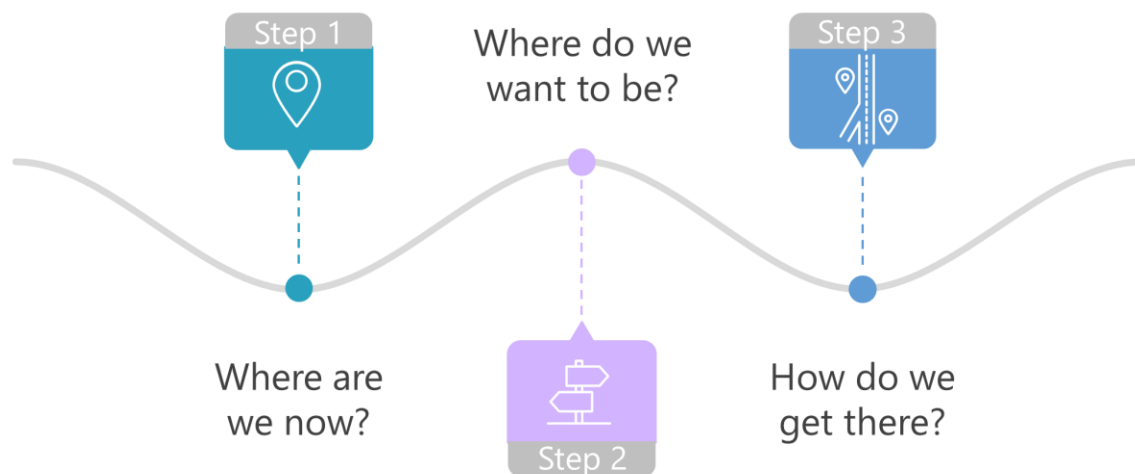 Step 1
Where are
we now?
Where do we
want to be?
Step 2
Step 3
How do we
get there?